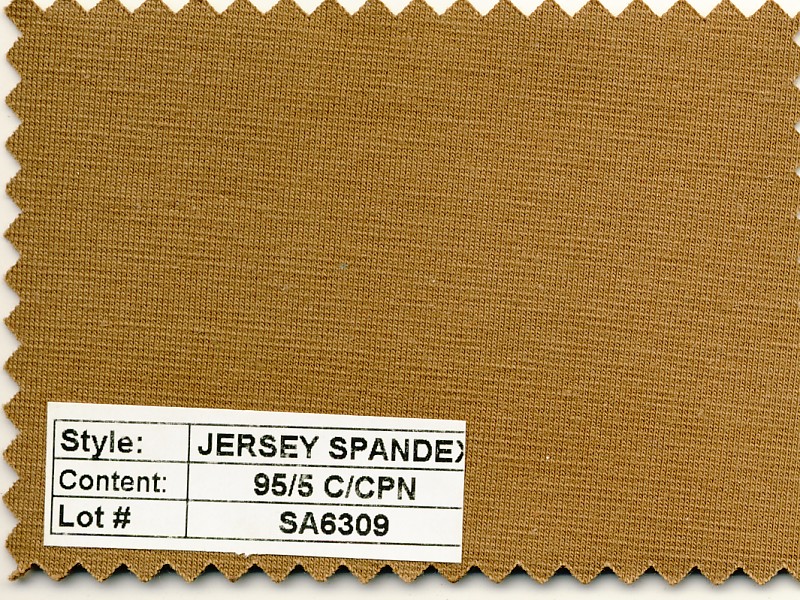 Style: JERSEY SPANDEX
Content: 95/5 C/CPN
Lot # SA6309